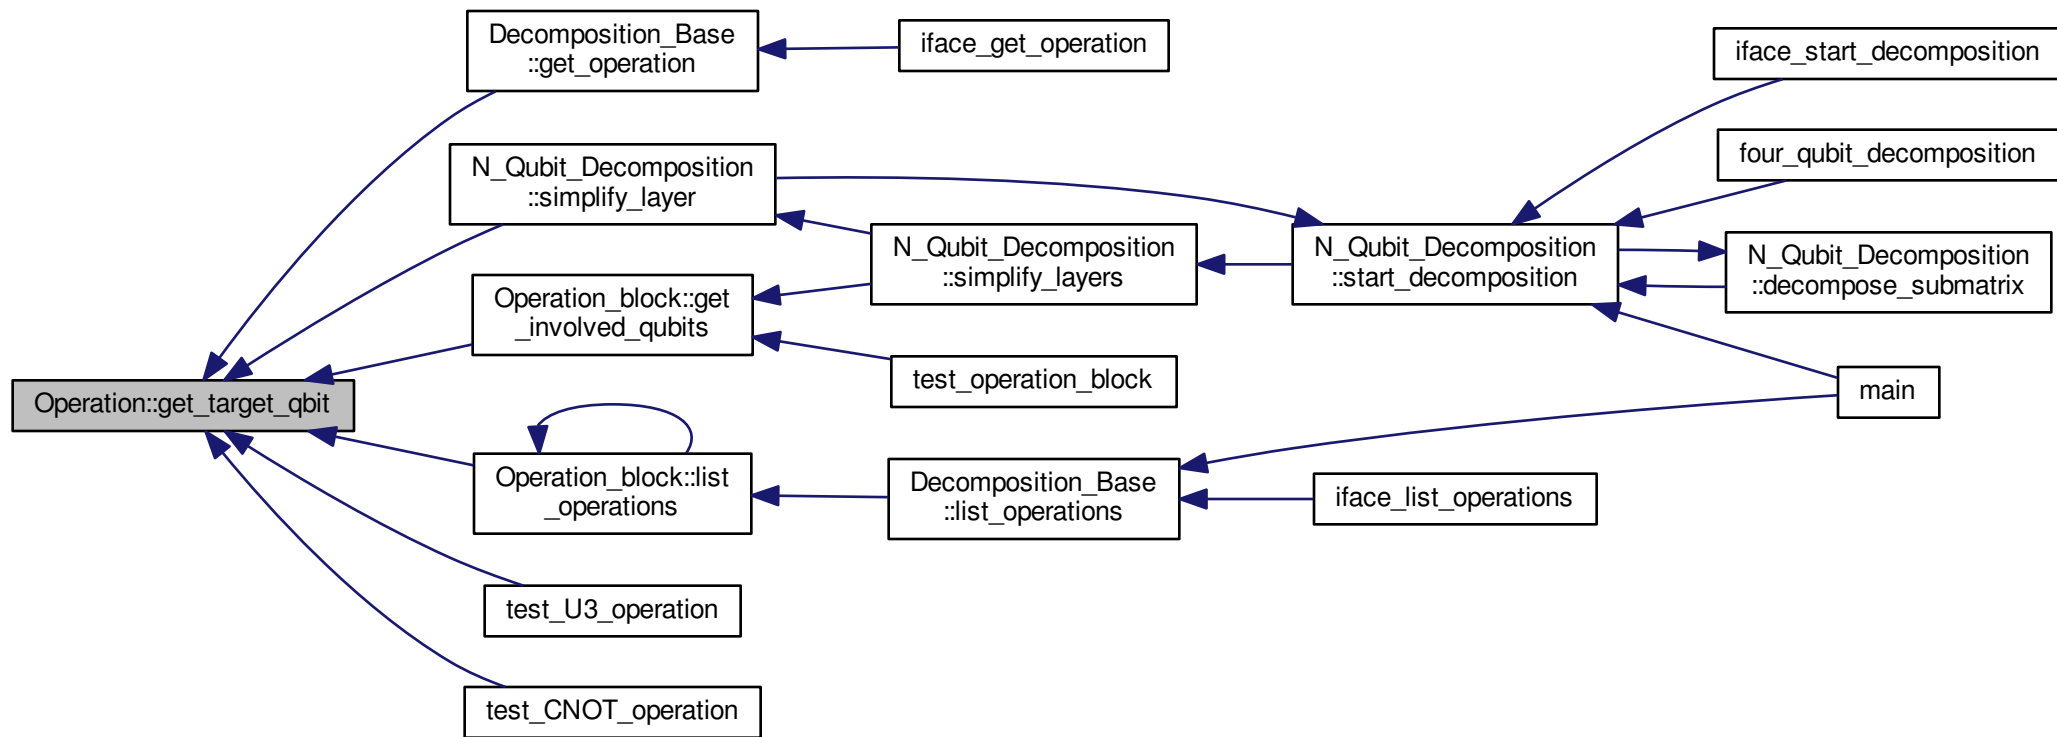 Decomposition_Base
::get_operation
iface_get_operation
iface_start_decomposition
four_qubit_decomposition
N_Qubit_Decomposition
::simplify_layer
N_Qubit_Decomposition
::simplify_layers
N_Qubit_Decomposition
::start_decomposition
N_Qubit_Decomposition
::decompose_submatrix
Operation_block::get
_involved_qubits
test_operation_block
main
Operation::get_target_qbit
Operation_block::list
_operations
Decomposition_Base
::list_operations
iface_list_operations
test_U3_operation
test_CNOT_operation